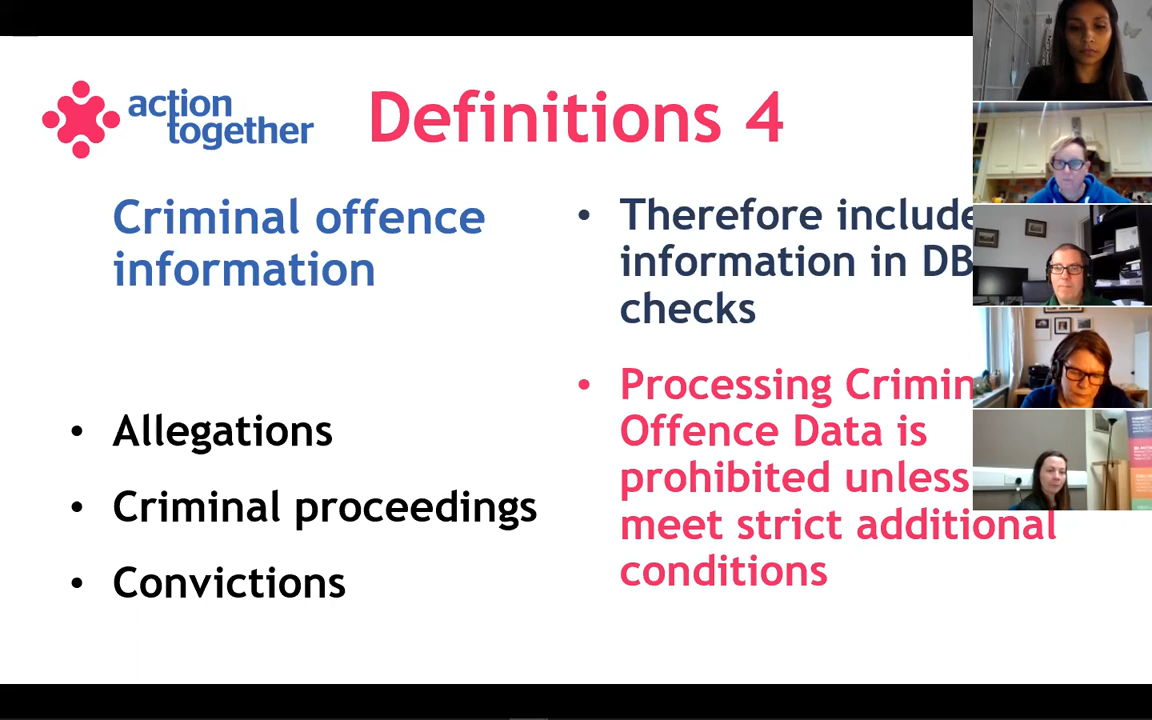 action
together
Definitions 4
Criminal offence
information
• Allegations
• Criminal proceedings
• Convictions
• Therefore include
information in DB
checks
• Processing Crimin
Offence Data is
prohibited unless
meet strict additional
conditions